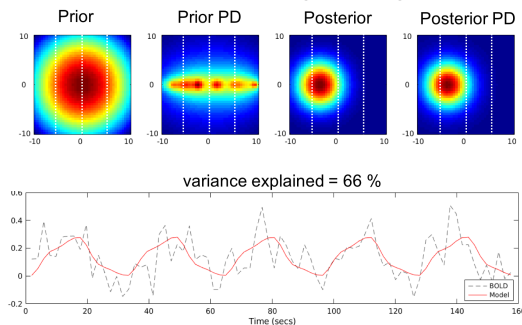 Prior Prior PD Posterior Posterior PD
10 10 10 10
0 0 0 0
-10 -10 -10 -10
-10 0 10 -10 0 10 -10 0 10 -10 0 10
variance explained = 66 %
0.6
0.4
0.2
0
-0.2
BOLD
Model
0 20 40 60 80 100 120 140 160
Time (secs)